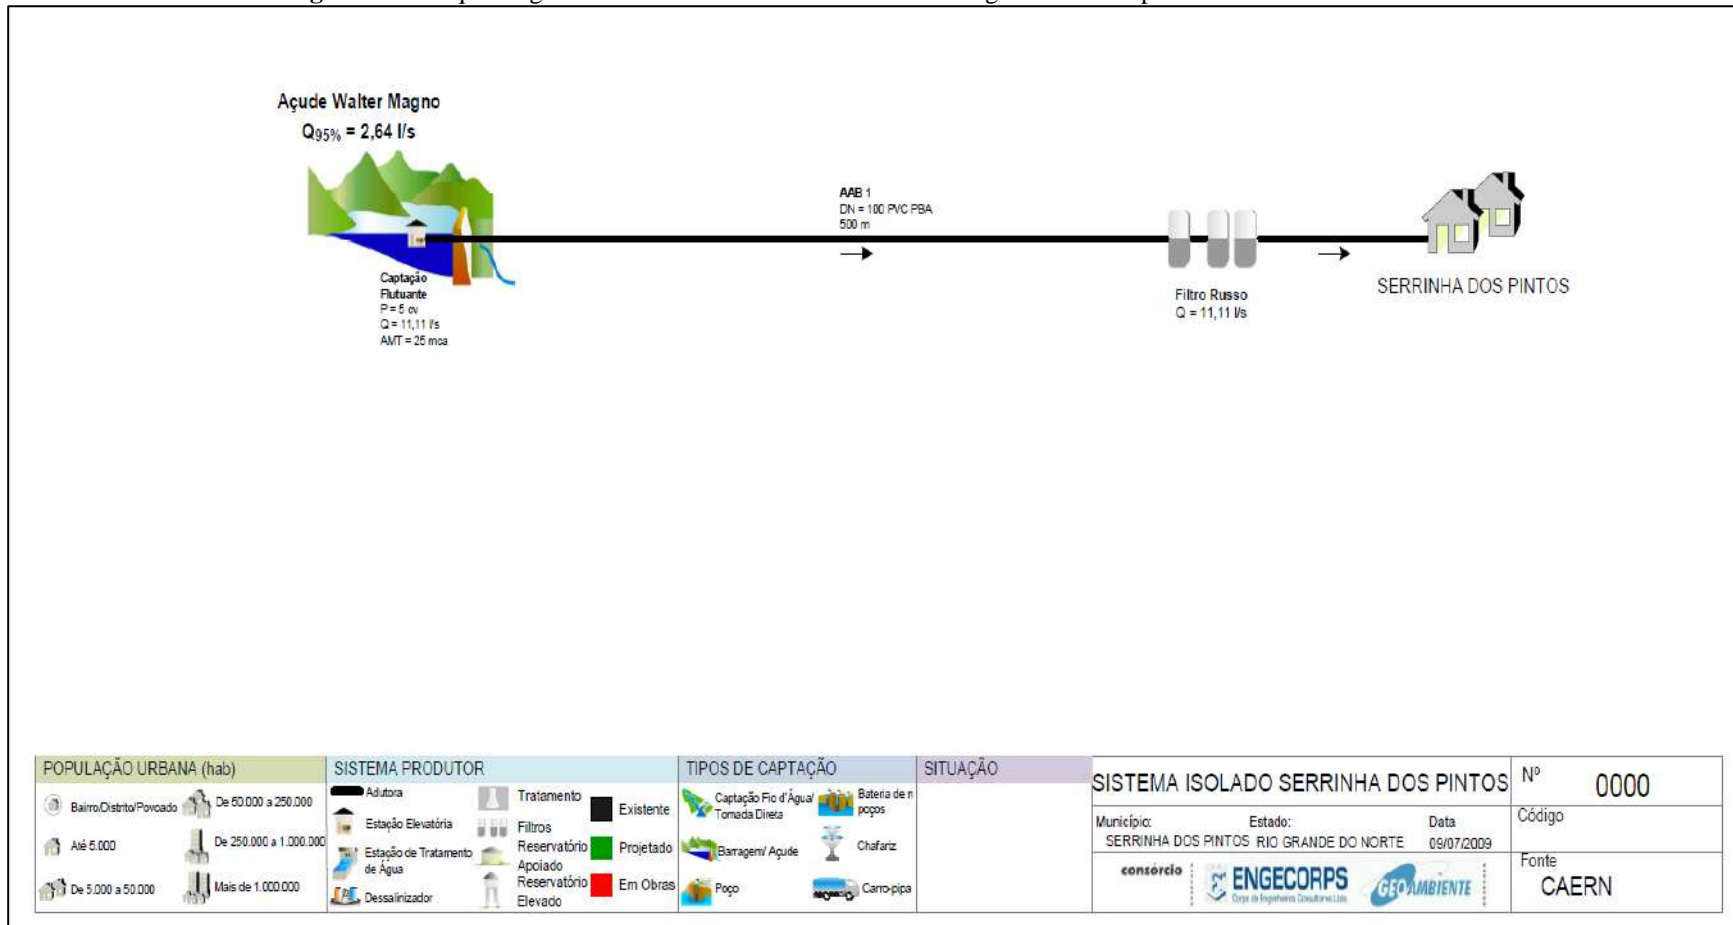 Açude Walter Magno
Q95% = 2,64 l/s
AAB 1
DN = 100 PVC PBA
500 m
Captação
Flutuante
P = 5 cv
Q = 11,11 l/s
AMT = 25 mca
Filtro Russo
Q = 11,11 l/s
SERRINHA DOS PINTOS
POPULAÇÃO URBANA (hab)
Bairro/Distrito/Povoado
De 50.000 a 250.000
Até 5.000
De 250.000 a 1.000.000
De 5.000 a 50.000
Mais de 1.000.000
SISTEMA PRODUTOR
Adutora
Tratamento
Existente
Estação Elevatória
Filtros
Estação de Tratamento
de Água
Reservatório
Apoiado
Projetado
Dessalinizador
Reservatório
Elevado
Em Obras
TIPOS DE CAPTAÇÃO
Captação Fio d'Água/
Tomada Direta
Bateria de n
poços
Barragem/ Açude
Chafariz
Poço
Carro-pipa
SITUAÇÃO
SISTEMA ISOLADO SERRINHA DOS PINTOS
Nº
0000
Município:
Estado:
Data
SERRINHA DOS PINTOS
RIO GRANDE DO NORTE
09/07/2009
Código
consórcio
ENGECORPS
Corpo de Engenheiros Consultores Ltda.
GEOAMBIENTE
Fonte
CAERN